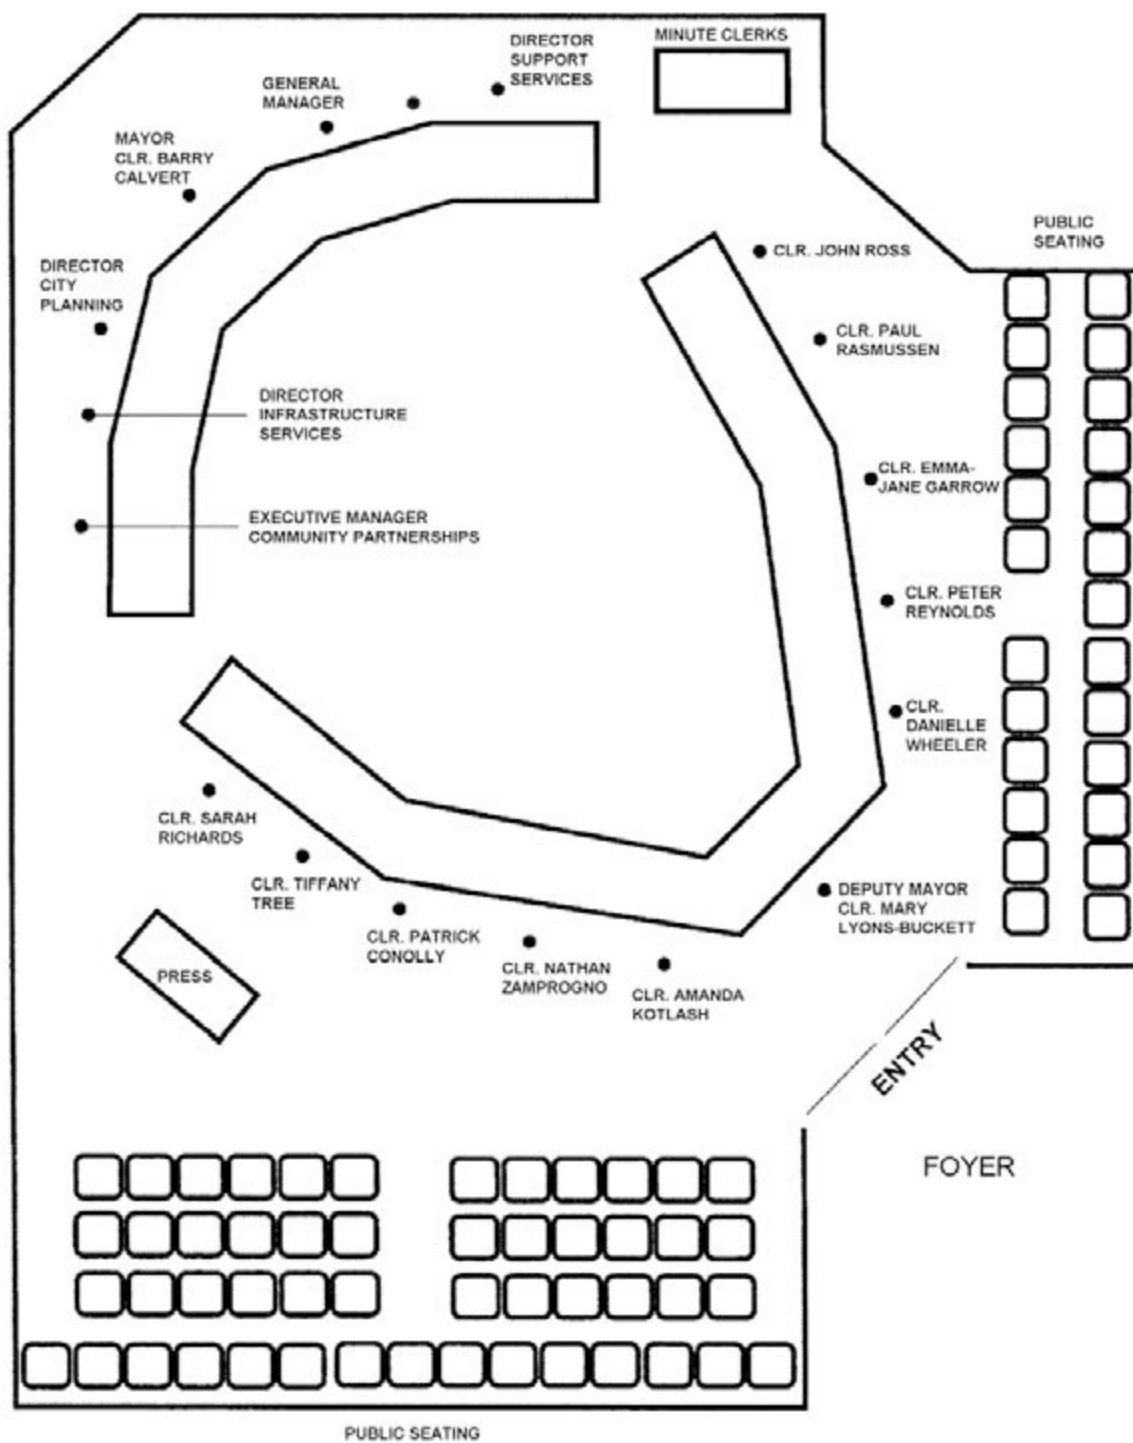 MINUTE CLERKS
DIRECTOR
SUPPORT
SERVICES
GENERAL
MANAGER
MAYOR
CLR. BARRY
CALVERT
DIRECTOR
CITY
PLANNING
DIRECTOR
INFRASTRUCTURE
SERVICES
EXECUTIVE MANAGER
COMMUNITY PARTNERSHIPS
PUBLIC
SEATING
CLR. JOHN ROSS
CLR. PAUL
RASMUSSEN
CLR. EMMA-
JANE GARROW
CLR. PETER
REYNOLDS
CLR.
DANIELLE
WHEELER
DEPUTY MAYOR
CLR. MARY
LYONS-BUCKETT
CLR. SARAH
RICHARDS
CLR. TIFFANY
TREE
CLR. PATRICK
CONOLLY
CLR. NATHAN
ZAMPROGNO
CLR. AMANDA
KOTLASH
PRESS
ENTRY
FOYER
PUBLIC SEATING